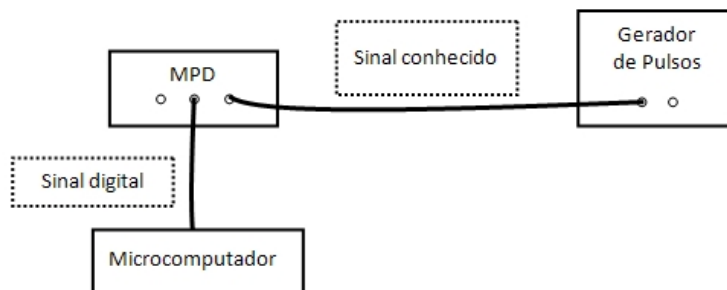 Gerador
de Pulsos
Sinal conhecido
MPD
Sinal digital
Microcomputador